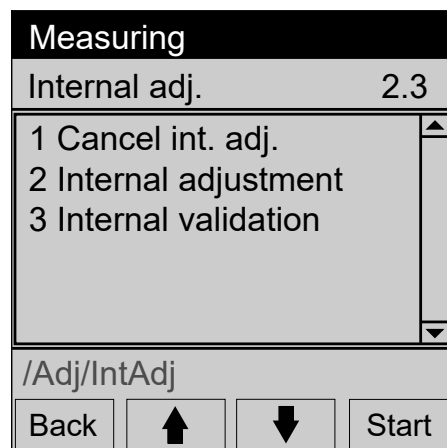 Measuring
Internal adj. 2.3
1 Cancel int. adj.
2 Internal adjustment
3 Internal validation
/Adj/IntAdj
Back Start